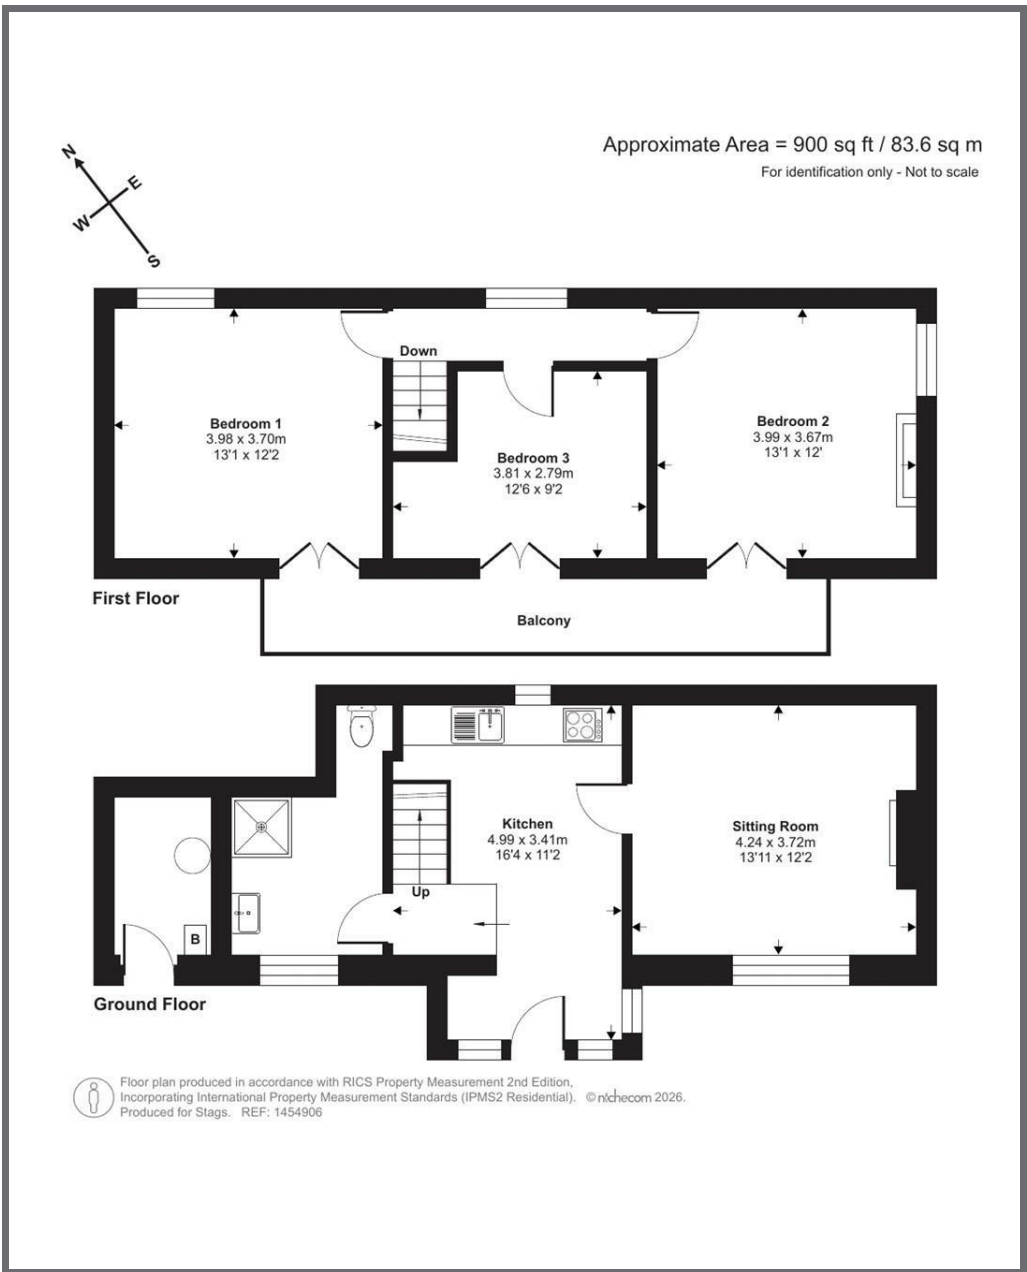 N
E
W
S
Approximate Area = 900 sq ft / 83.6 sq m
For identification only - Not to scale
Down
Bedroom 1
3.98 x 3.70m
13'1 x 12'2
Bedroom 3
3.81 x 2.79m
12'6 x 9'2
Bedroom 2
3.99 x 3.67m
13'1 x 12'
First Floor
Balcony
Kitchen
4.99 x 3.41m
16'4 x 11'2
Sitting Room
4.24 x 3.72m
13'11 x 12'2
Up
B
Ground Floor
Floor plan produced in accordance with RICS Property Measurement 2nd Edition,
Incorporating International Property Measurement Standards (IPMS2 Residential). © nichecom 2026.
Produced for Stags. REF: 1454906